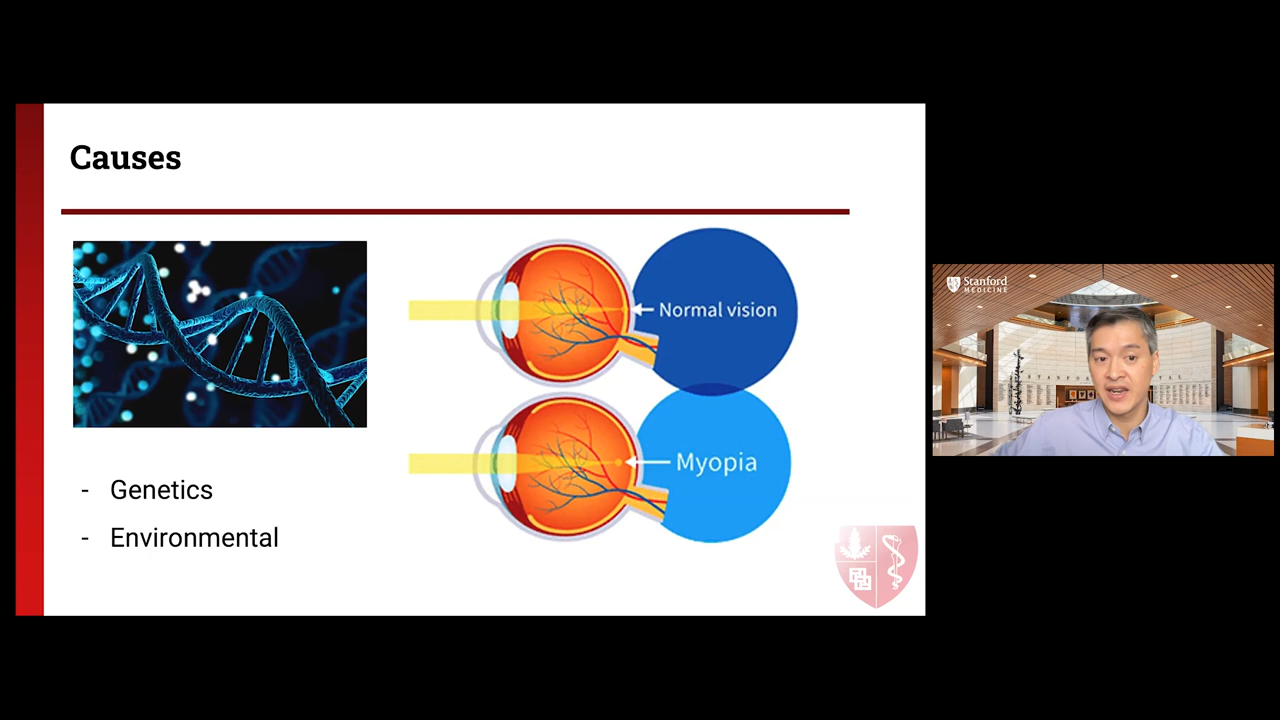 Causes
Normal vision
Myopia
- Genetics
- Environmental
Stanford
MEDICINE